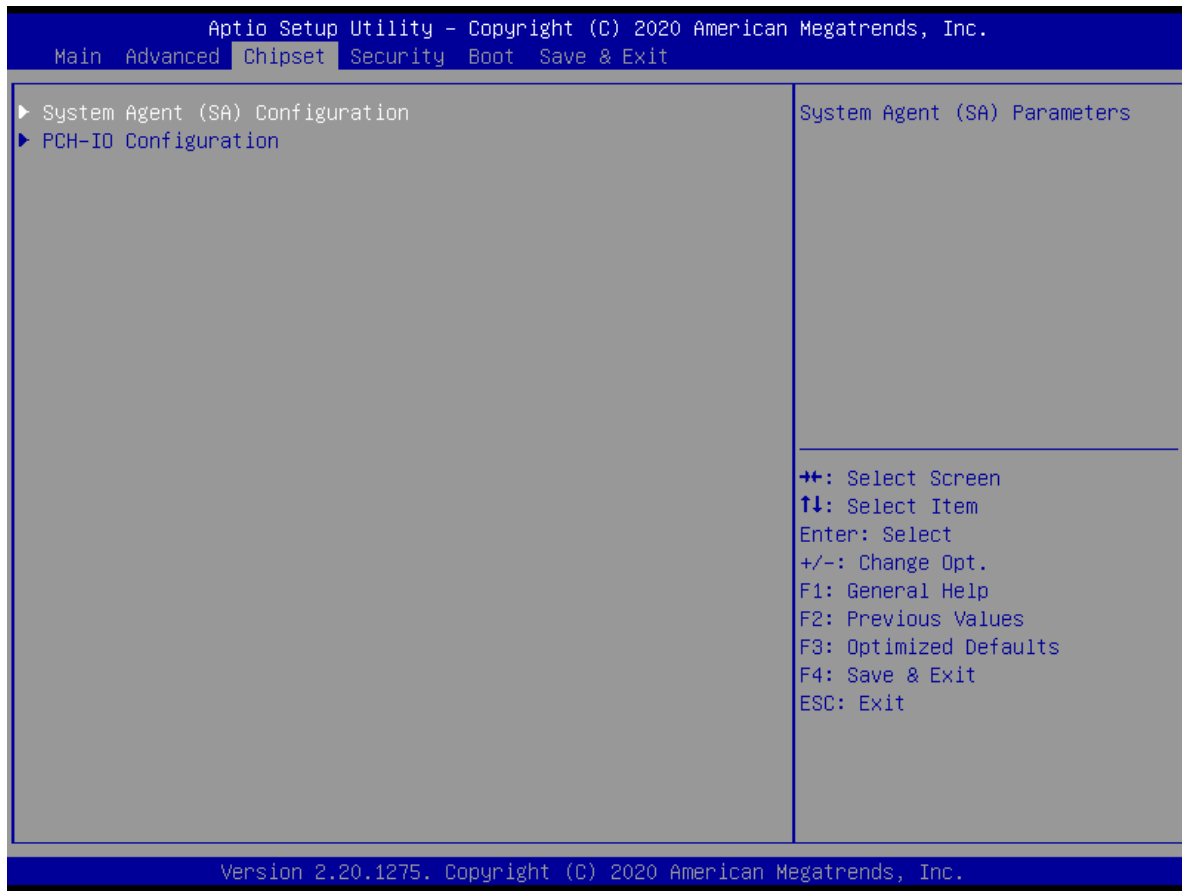 Aptio Setup Utility – Copyright (C) 2020 American Megatrends, Inc.
Main Advanced Chipset Security Boot Save & Exit
▶ System Agent (SA) Configuration
▶ PCH-IO Configuration
System Agent (SA) Parameters
→←: Select Screen
↑↓: Select Item
Enter: Select
+/-: Change Opt.
F1: General Help
F2: Previous Values
F3: Optimized Defaults
F4: Save & Exit
ESC: Exit
Version 2.20.1275. Copyright (C) 2020 American Megatrends, Inc.